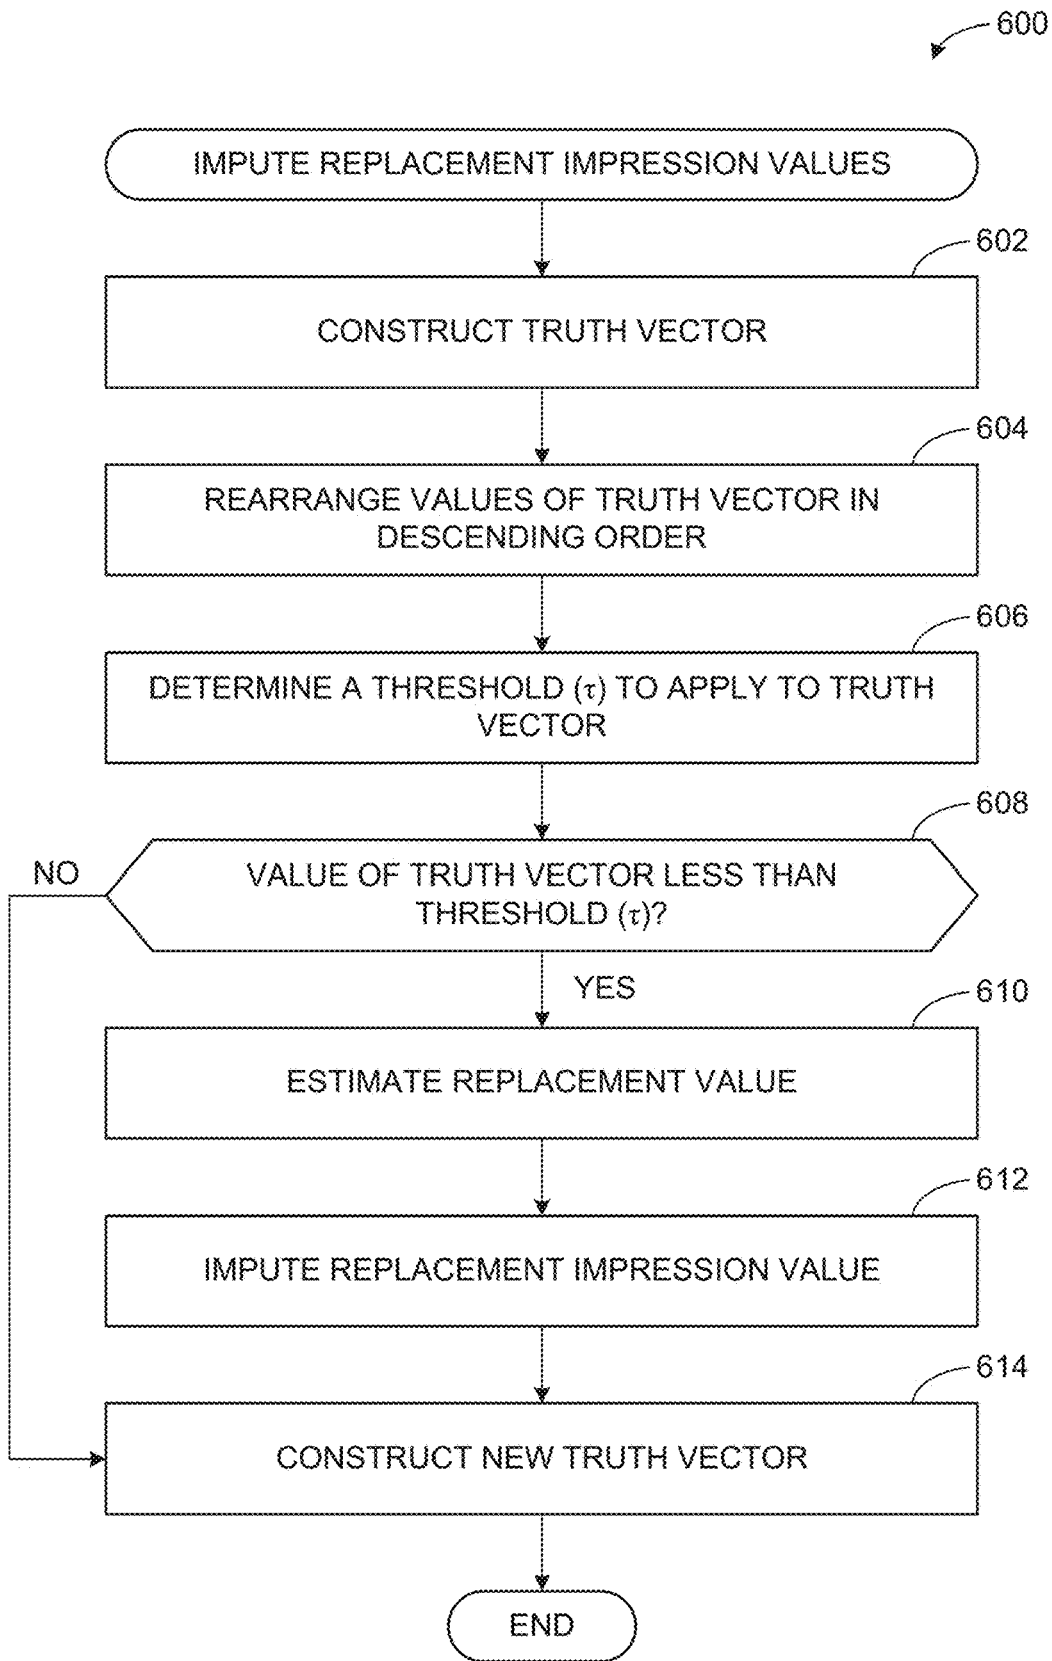 600
IMPUTE REPLACEMENT IMPRESSION VALUES
602
CONSTRUCT TRUTH VECTOR
604
REARRANGE VALUES OF TRUTH VECTOR IN
DESCENDING ORDER
606
DETERMINE A THRESHOLD (τ) TO APPLY TO TRUTH
VECTOR
608
NO
VALUE OF TRUTH VECTOR LESS THAN
THRESHOLD (τ)?
YES
610
ESTIMATE REPLACEMENT VALUE
612
IMPUTE REPLACEMENT IMPRESSION VALUE
614
CONSTRUCT NEW TRUTH VECTOR
END